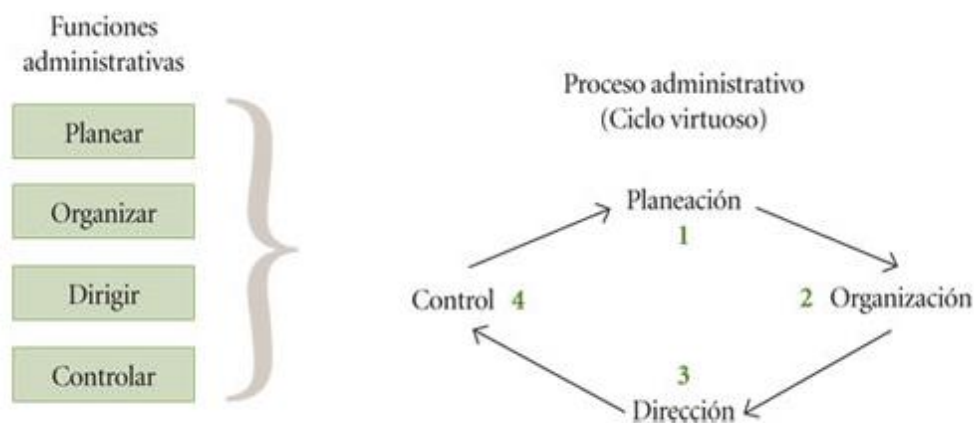 Funciones
administrativas
Planear
Organizar
Dirigir
Controlar
Proceso administrativo
(Ciclo virtuoso)
Planeación
1
2 Organización
3
Dirección
Control 4